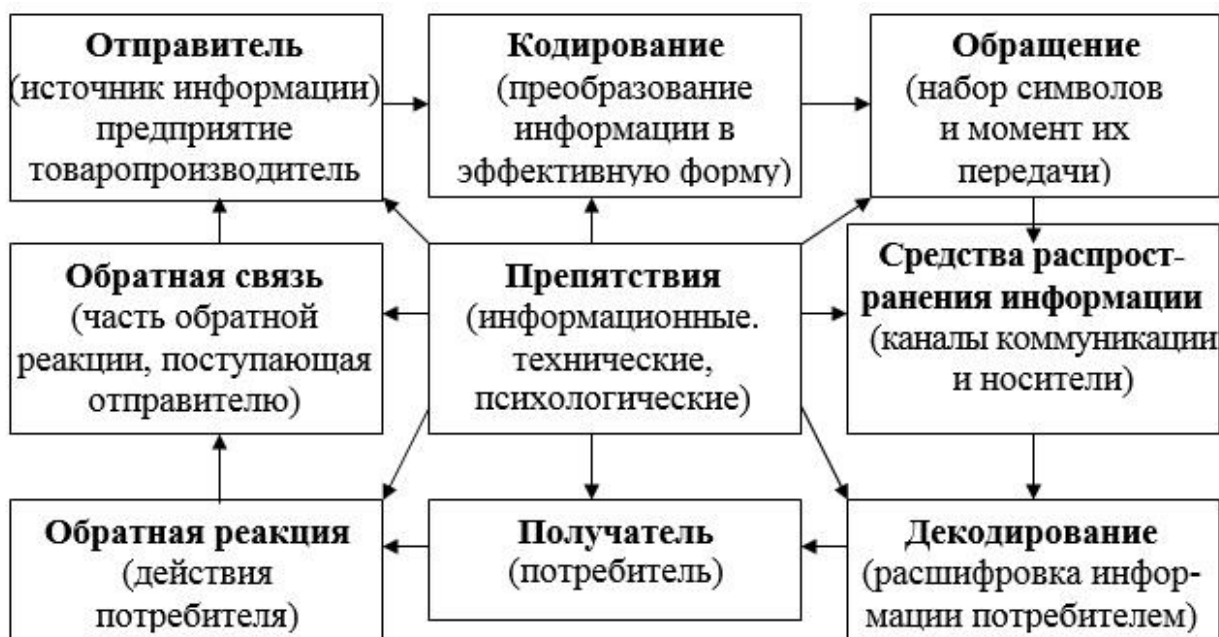 Отправитель
(источник информации)
предприятие
товаропроизводитель
Кодирование
(преобразование
информации в
эффективную форму)
Обращение
(набор символов
и момент их
передачи)
Обратная связь
(часть обратной
реакции, поступающая
отправителю)
Препятствия
(информационные.
технические,
психологические)
Средства распрост-
ранения информации
(каналы коммуникации
и носители)
Обратная реакция
(действия
потребителя)
Получатель
(потребитель)
Декодирование
(расшифровка инфор-
мации потребителем)